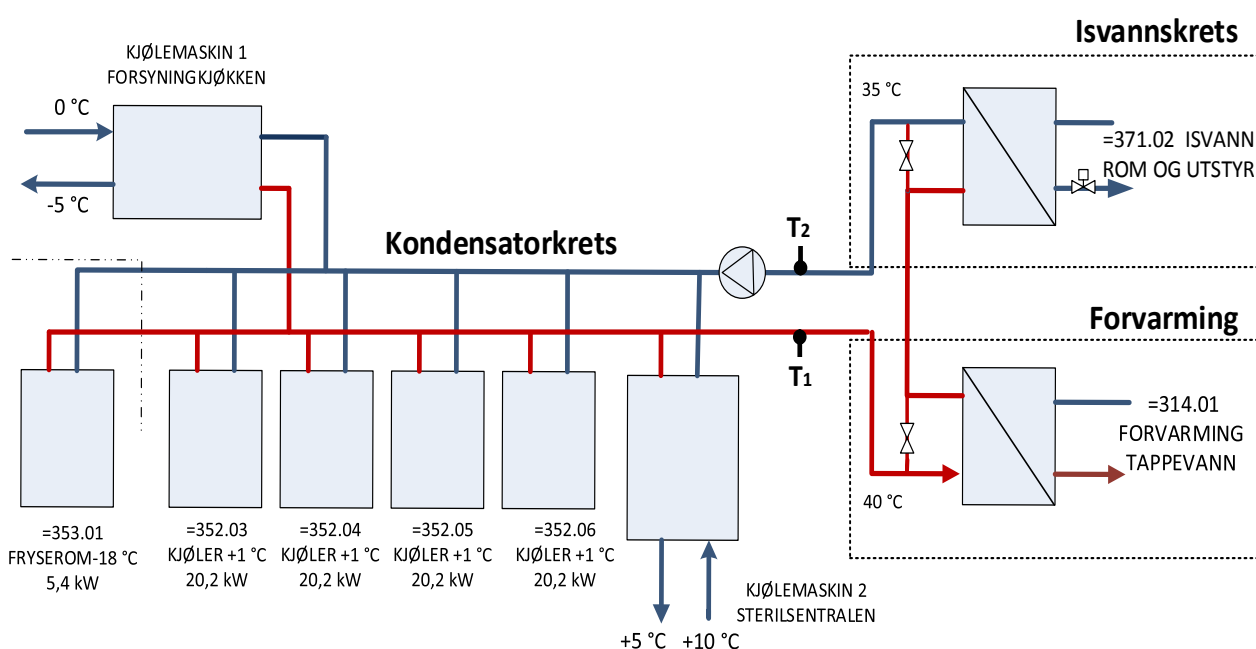 Isvannskrets
KJØLEMASKIN 1
FORSYNINGKJØKKEN
0 °C
-5 °C
35 °C
=371.02 ISVANN
ROM OG UTSTYR
Kondensatorkrets
T2
T1
Forvarming
=314.01
FORVARMING
TAPPEVANN
40 °C
=353.01
FRYSEROM-18 °C
5,4 kW
=352.03
KJØLER +1 °C
20,2 kW
=352.04
KJØLER +1 °C
20,2 kW
=352.05
KJØLER +1 °C
20,2 kW
=352.06
KJØLER +1 °C
20,2 kW
KJØLEMASKIN 2
STERILSENTRALEN
+5 °C
+10 °C